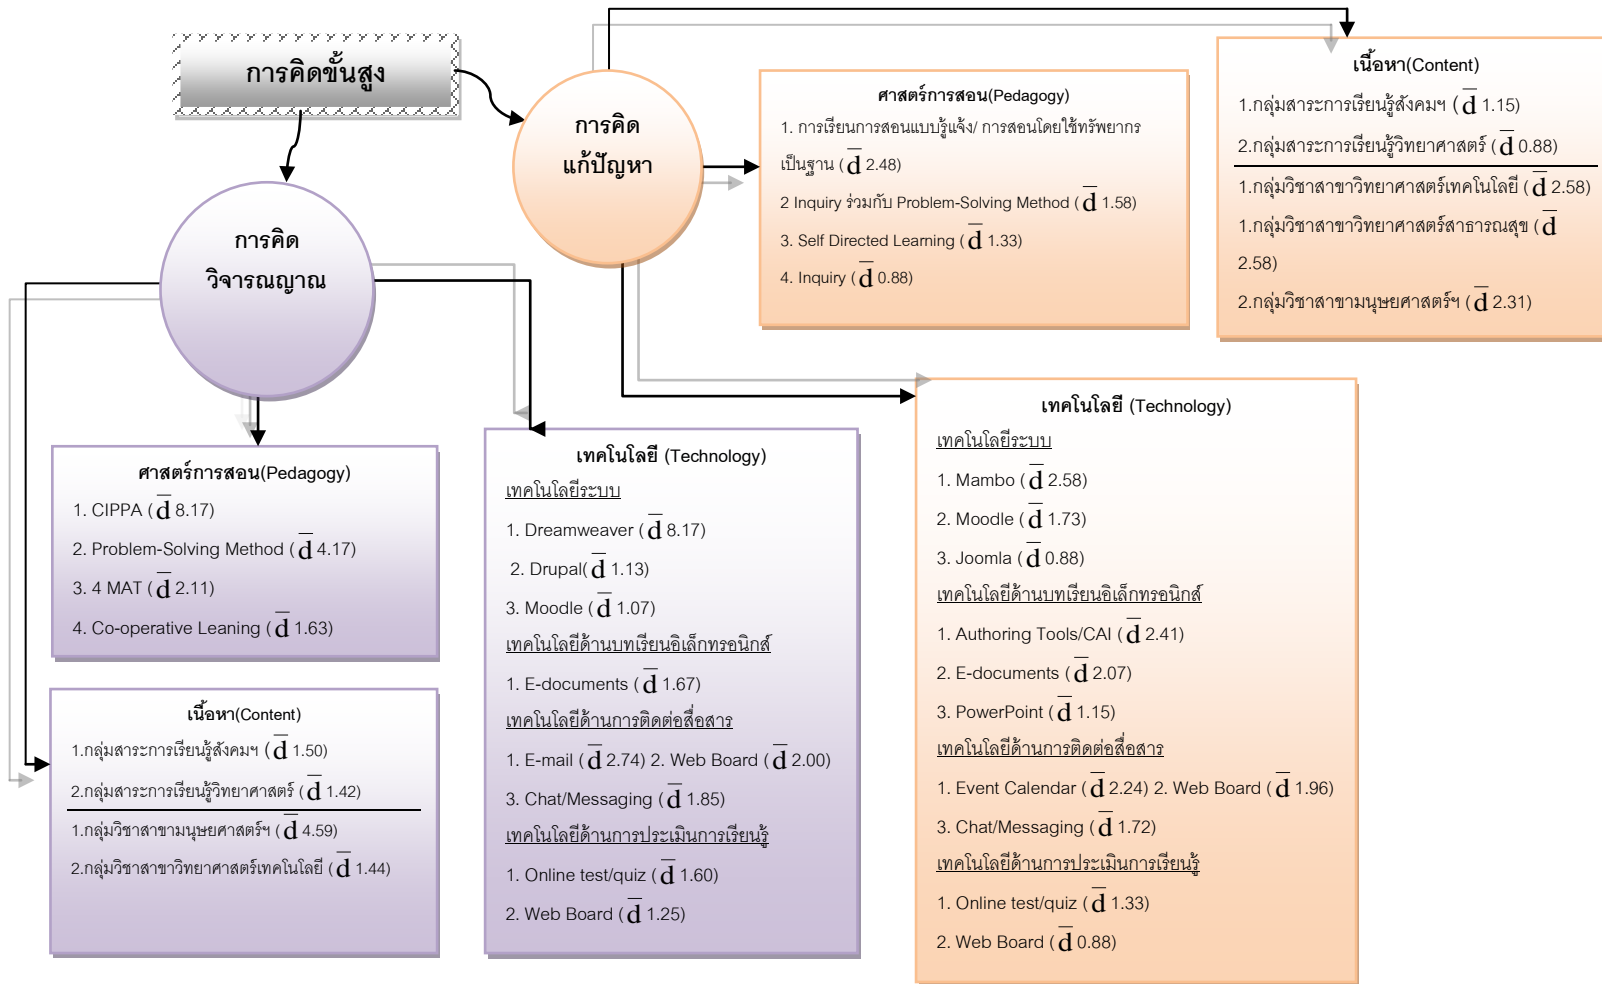 การคิดขั้นสูง
การคิด
แก้ปัญหา
ศาสตร์การสอน(Pedagogy)
1. การเรียนการสอนแบบรู้แจ้ง/ การสอนโดยใช้ทรัพยากร
เป็นฐาน ( d̅ 2.48)
2 Inquiry ร่วมกับ Problem-Solving Method ( d̅ 1.58)
3. Self Directed Learning ( d̅ 1.33)
4. Inquiry ( d̅ 0.88)
เนื้อหา(Content)
1.กลุ่มสาระการเรียนรู้สังคมฯ ( d̅ 1.15)
2.กลุ่มสาระการเรียนรู้วิทยาศาสตร์ ( d̅ 0.88)
1.กลุ่มวิชาสาขาวิทยาศาสตร์เทคโนโลยี ( d̅ 2.58)
1.กลุ่มวิชาสาขาวิทยาศาสตร์สาธารณสุข ( d̅
2.58)
2.กลุ่มวิชาสาขามนุษยศาสตร์ฯ ( d̅ 2.31)
การคิด
วิจารณญาณ
ศาสตร์การสอน(Pedagogy)
1. CIPPA ( d̅ 8.17)
2. Problem-Solving Method ( d̅ 4.17)
3. 4 MAT ( d̅ 2.11)
4. Co-operative Leaning ( d̅ 1.63)
เนื้อหา(Content)
1.กลุ่มสาระการเรียนรู้สังคมฯ ( d̅ 1.50)
2.กลุ่มสาระการเรียนรู้วิทยาศาสตร์ ( d̅ 1.42)
1.กลุ่มวิชาสาขามนุษยศาสตร์ฯ ( d̅ 4.59)
2.กลุ่มวิชาสาขาวิทยาศาสตร์เทคโนโลยี ( d̅ 1.44)
เทคโนโลยี (Technology)
เทคโนโลยีระบบ
1. Dreamweaver ( d̅ 8.17)
2. Drupal( d̅ 1.13)
3. Moodle ( d̅ 1.07)
เทคโนโลยีด้านบทเรียนอิเล็กทรอนิกส์
1. E-documents ( d̅ 1.67)
เทคโนโลยีด้านการติดต่อสื่อสาร
1. E-mail ( d̅ 2.74) 2. Web Board ( d̅ 2.00)
3. Chat/Messaging ( d̅ 1.85)
เทคโนโลยีด้านการประเมินการเรียนรู้
1. Online test/quiz ( d̅ 1.60)
2. Web Board ( d̅ 1.25)
เทคโนโลยี (Technology)
เทคโนโลยีระบบ
1. Mambo ( d̅ 2.58)
2. Moodle ( d̅ 1.73)
3. Joomla ( d̅ 0.88)
เทคโนโลยีด้านบทเรียนอิเล็กทรอนิกส์
1. Authoring Tools/CAI ( d̅ 2.41)
2. E-documents ( d̅ 2.07)
3. PowerPoint ( d̅ 1.15)
เทคโนโลยีด้านการติดต่อสื่อสาร
1. Event Calendar ( d̅ 2.24) 2. Web Board ( d̅ 1.96)
3. Chat/Messaging ( d̅ 1.72)
เทคโนโลยีด้านการประเมินการเรียนรู้
1. Online test/quiz ( d̅ 1.33)
2. Web Board ( d̅ 0.88)